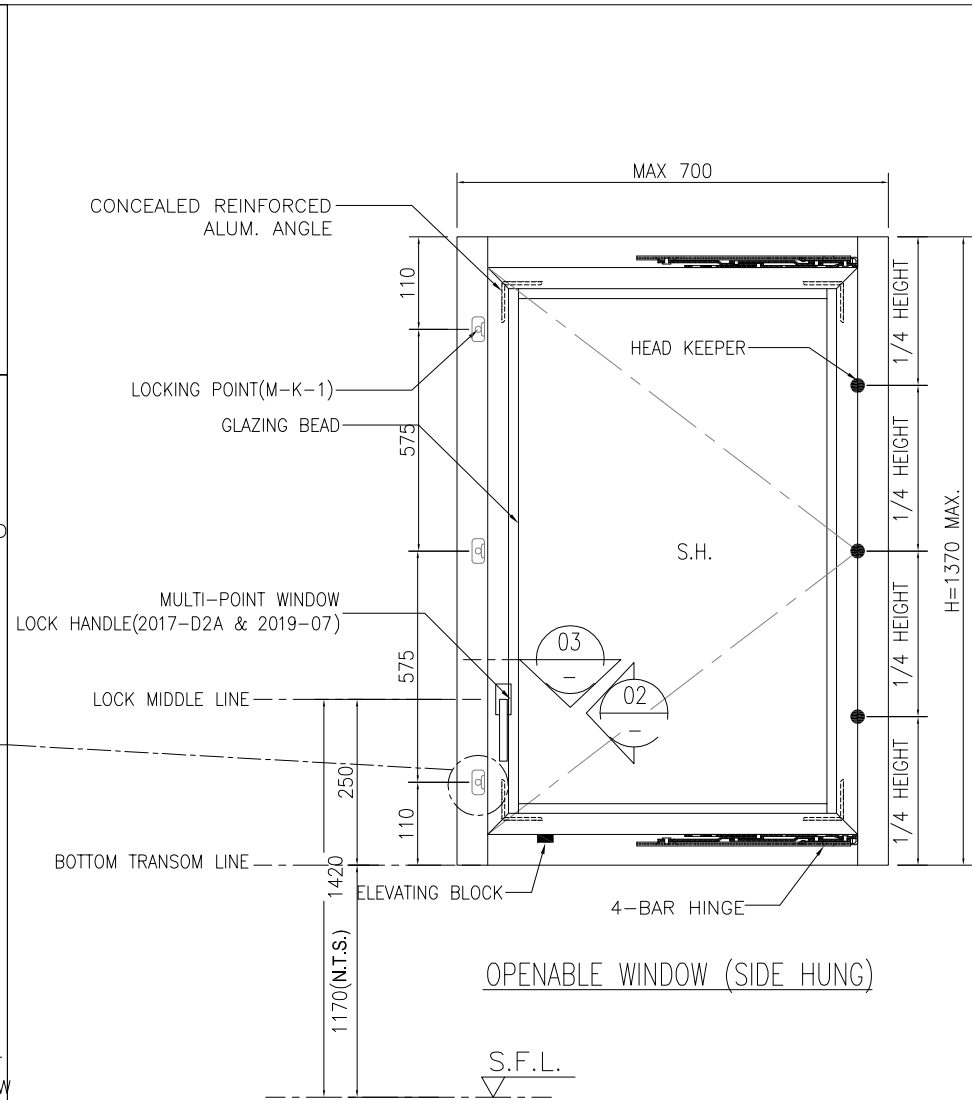 MAX 700
CONCEALED REINFORCED
ALUM. ANGLE
110
1/4 HEIGHT
HEAD KEEPER
LOCKING POINT(M-K-1)
GLAZING BEAD
575
1/4 HEIGHT
S.H.
H=1370 MAX.
MULTI-POINT WINDOW
LOCK HANDLE(2017-D2A & 2019-07)
03
-
575
1/4 HEIGHT
02
-
LOCK MIDDLE LINE
250
110
1/4 HEIGHT
BOTTOM TRANSOM LINE
1420
ELEVATING BLOCK
4-BAR HINGE
1170(N.T.S.)
OPENABLE WINDOW (SIDE HUNG)
S.F.L.
W